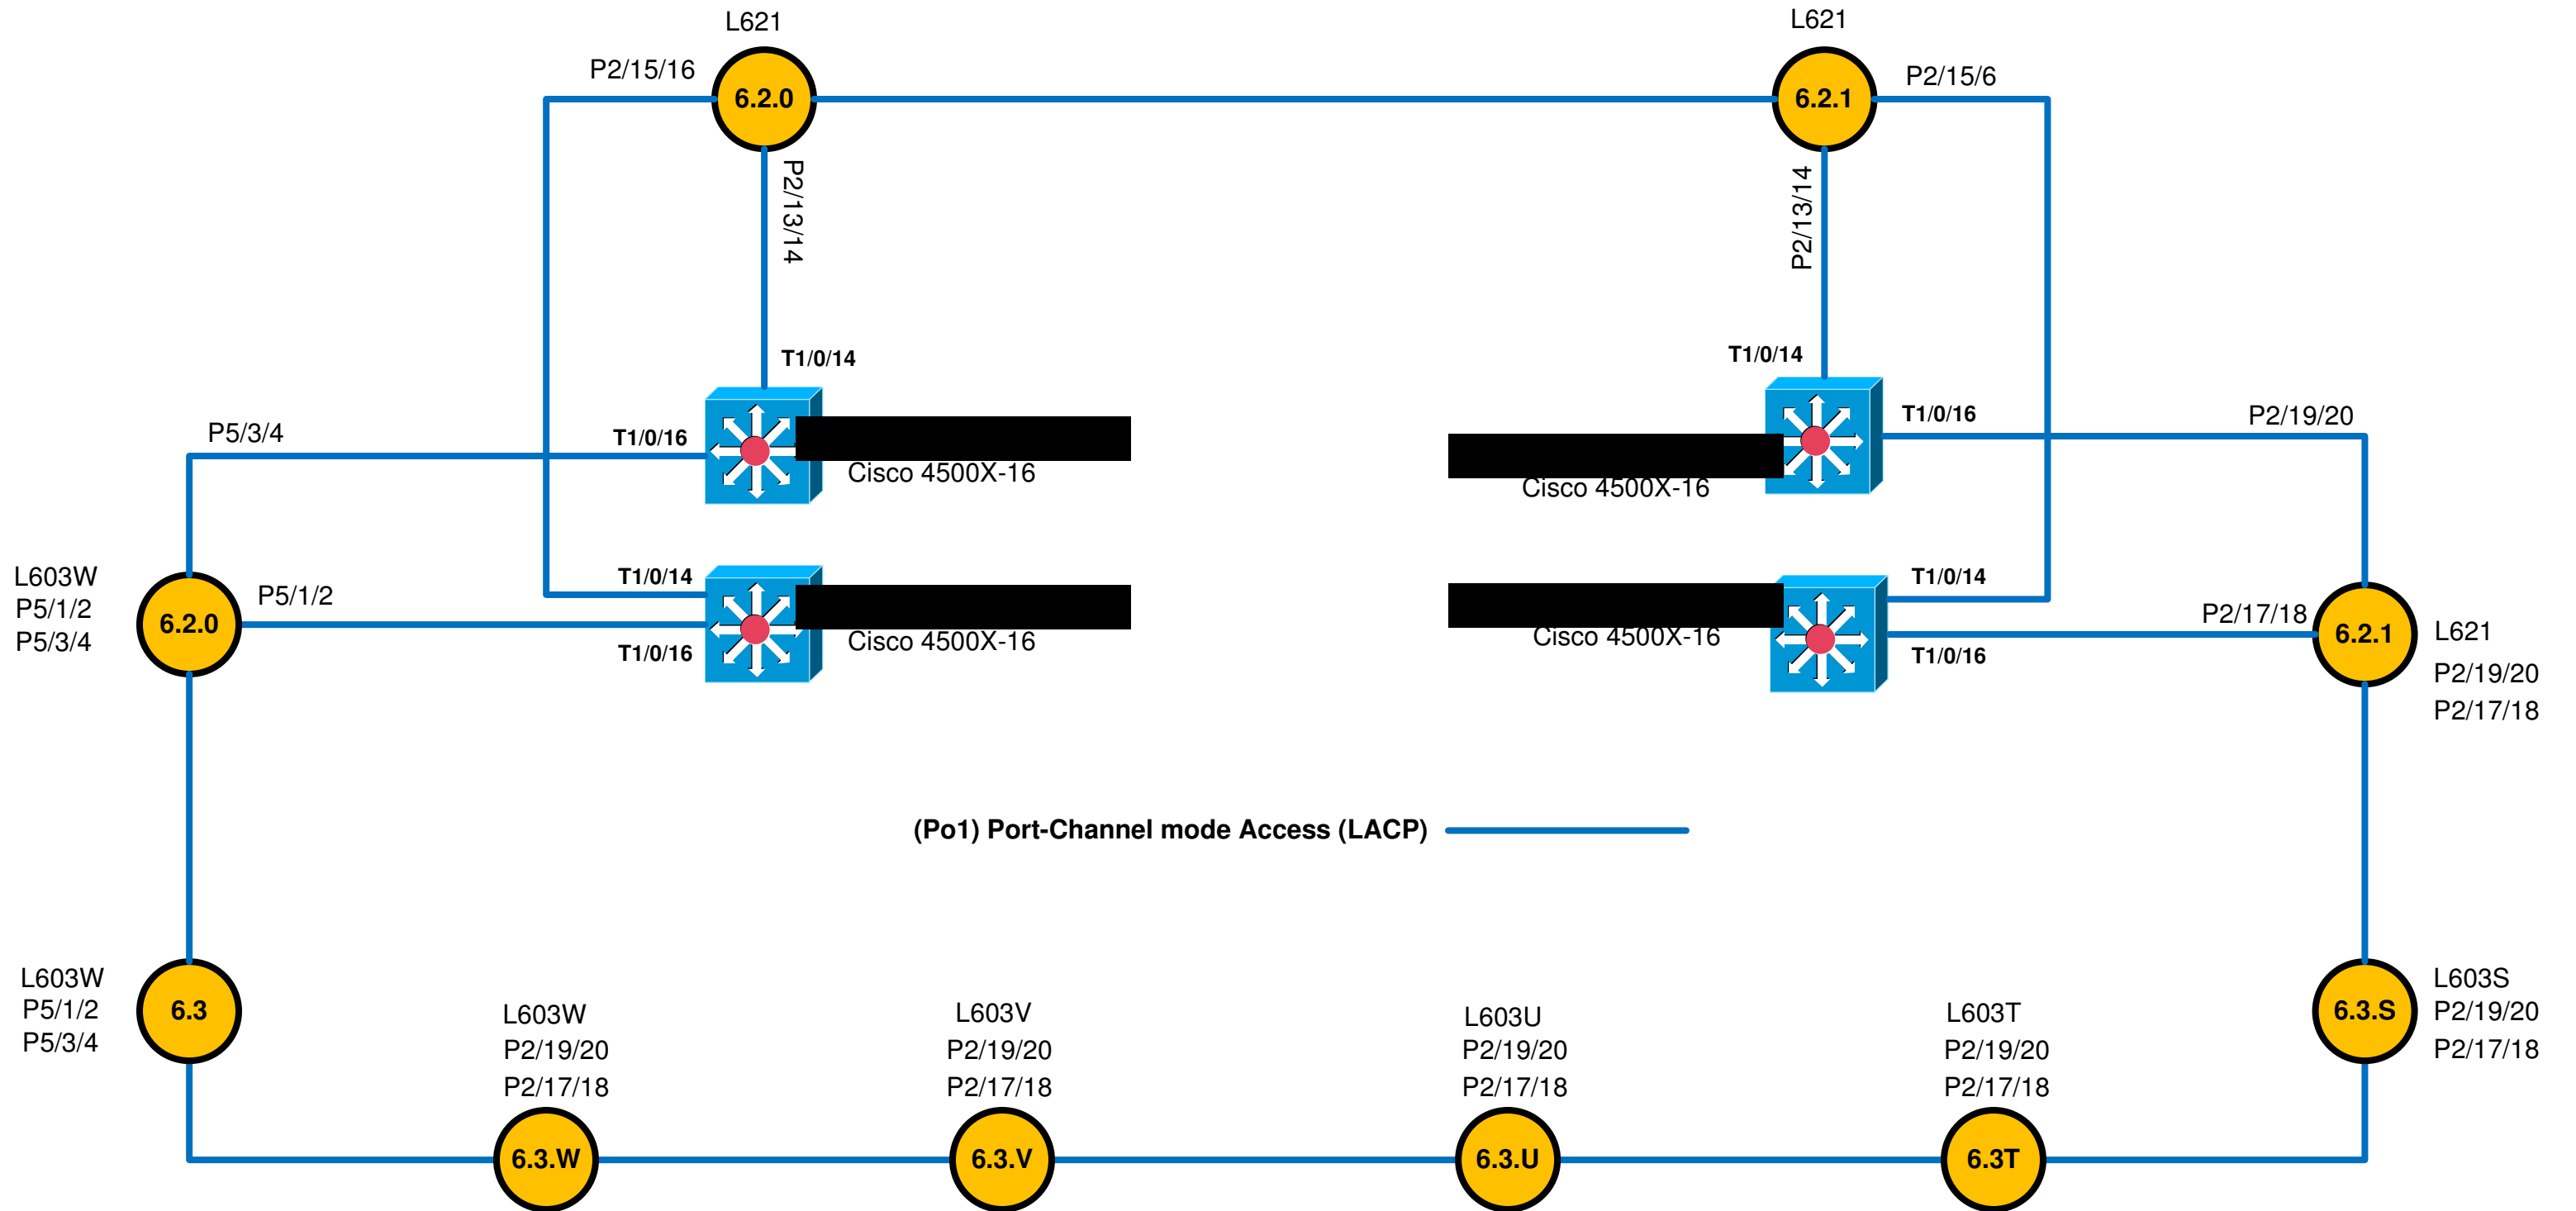 L621
L621
P2/15/16
6.2.0
6.2.1
P2/15/6
P2/13/14
P2/13/14
T1/0/14
T1/0/14
P5/3/4
T1/0/16
Cisco 4500X-16
T1/0/16
P2/19/20
Cisco 4500X-16
L603W
P5/1/2
P5/3/4
6.2.0
P5/1/2
T1/0/14
T1/0/16
Cisco 4500X-16
Cisco 4500X-16
T1/0/14
T1/0/16
P2/17/18
6.2.1
L621
P2/19/20
P2/17/18
(Po1) Port-Channel mode Access (LACP)
L603W
P5/1/2
P5/3/4
6.3
L603W
P2/19/20
P2/17/18
6.3.W
L603V
P2/19/20
P2/17/18
6.3.V
L603U
P2/19/20
P2/17/18
6.3.U
L603T
P2/19/20
P2/17/18
6.3T
6.3.S
L603S
P2/19/20
P2/17/18